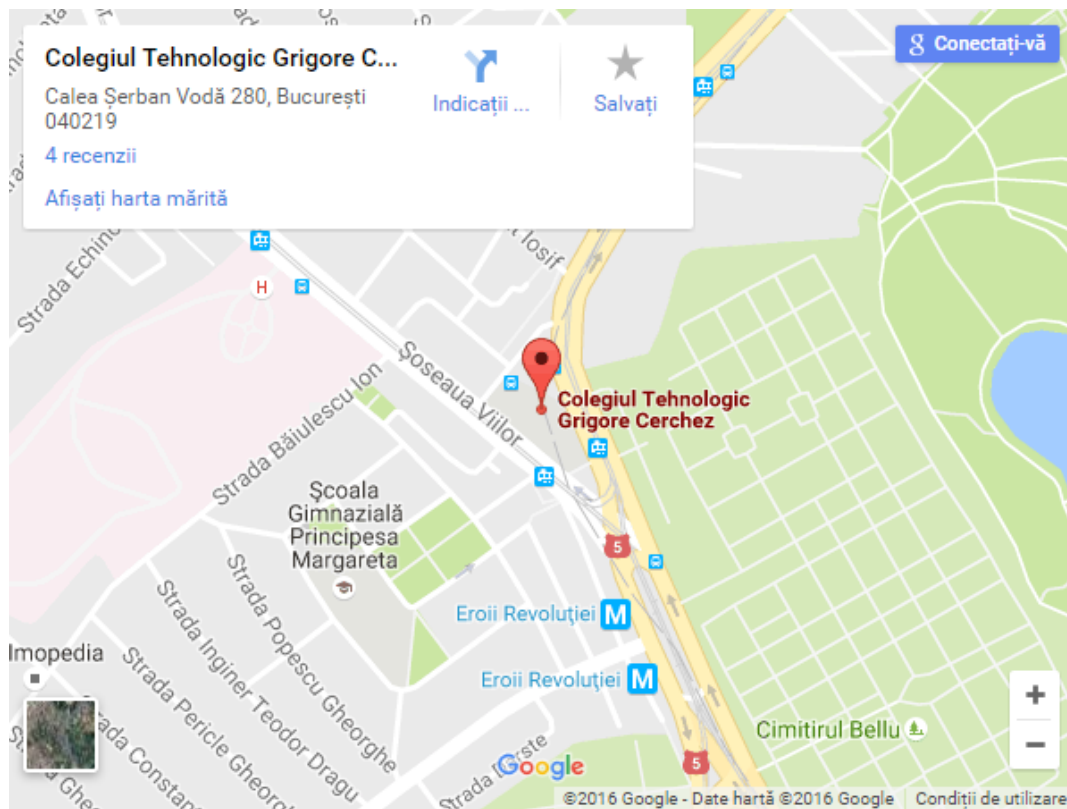 Colegiul Tehnologic Grigore C...
Calea Șerban Vodă 280, București
040219
4 recenzii
Afișați harta mărită
Indicații ...
Salvați
g Conectați-vă
Strada Echino
t Iosif
H
Șoseaua Viilor
Strada Băiulescu Ion
Colegiul Tehnologic
Grigore Cerchez
Școala
Gimnazială
Principesa
Margareta
5
Strada Popescu Gheorghe
Strada Inginer Teodor Dragu
Eroii Revoluției M
Eroii Revoluției M
Imopedia
Strada Pericle Gheorg
ada Constan
Cimitirul Bellu
+
−
5
Google
©2016 Google - Date hartă ©2016 Google
Condiții de utilizare